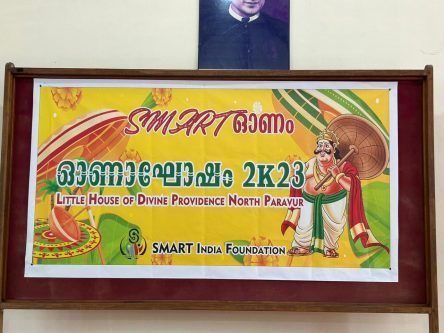 SMART ഓണം
ഓണാഘോഷം 2K23
LITTLE HOUSE OF DIVINE PROVIDENCE NORTH PARAVUR
SMART INDIA FOUNDATION